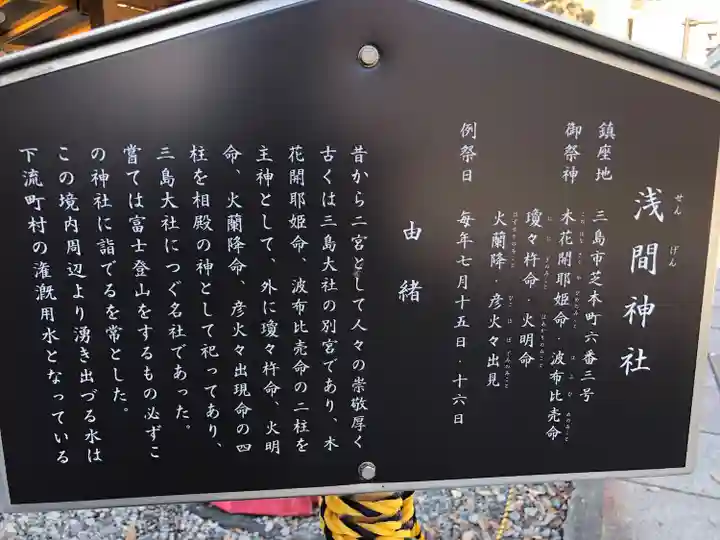 浅間神社
せんげん
鎮座地 三島市芝本町六番三号
御祭神 木花開耶姫命・波布比売命
瓊々杵命・火明命
火蘭降・彦火々出見
例祭日 毎年七月十五日・十六日
由緒
昔から二宮として人々の崇敬厚く
古くは三島大社の別宮であり、木
花開耶姫命、波布比売命の二柱を
主神として、外に瓊々杵命、火明
命、火蘭降命、彦火々出現命の四
柱を相殿の神として祀ってあり、
三島大社につぐ名社であった。
嘗ては富士登山をするもの必ずこ
の神社に詣でるを常とした。
この境内周辺より湧き出づる水は
下流町村の潅漑用水となっている